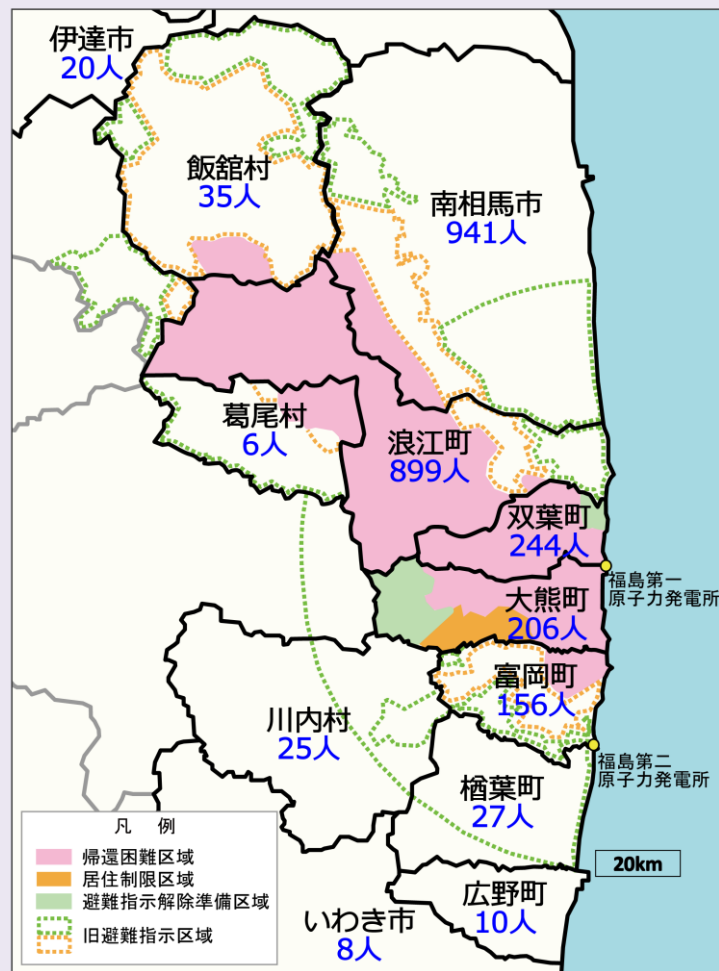 伊達市
20人
飯舘村
35人
南相馬市
941人
葛尾村
6人
浪江町
899人
双葉町
244人
福島第一
原子力発電所
大熊町
206人
富岡町
156人
川内村
25人
福島第二
原子力発電所
楢葉町
27人
20km
広野町
10人
いわき市
8人
凡 例
帰還困難区域
居住制限区域
避難指示解除準備区域
旧避難指示区域